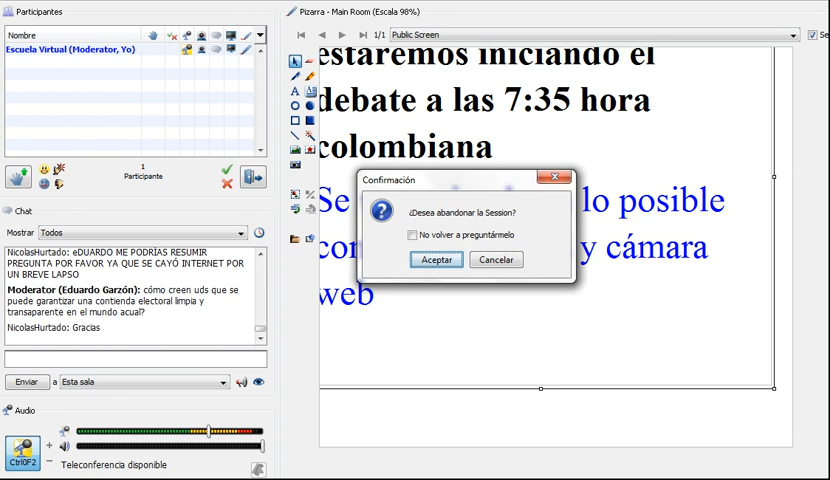 Participantes
Nombre
Escuela Virtual (Moderator, Yo)
1
Participante
Chat
Mostrar Todos
NicolasHurtado: eDUARDO ME PODRÍAS RESUMIR
PREGUNTA POR FAVOR YA QUE SE CAYÓ INTERNET POR
UN BREVE LAPSO
Moderator (Eduardo Garzón): cómo creen uds que se
puede garantizar una contienda electoral limpia y
transaparente en el mundo acual?
NicolasHurtado: Gracias
Enviar a Esta sala
Audio
Ctrl0F2
Teleconferencia disponible
Pizarra - Main Room (Escala 98%)
1/1 Public Screen
Se
estaremos iniciando el
debate a las 7:35 hora
colombiana
Se lo posible
y cámara
web
Confirmación
¿Desea abandonar la Session?
No volver a preguntármelo
Aceptar Cancelar